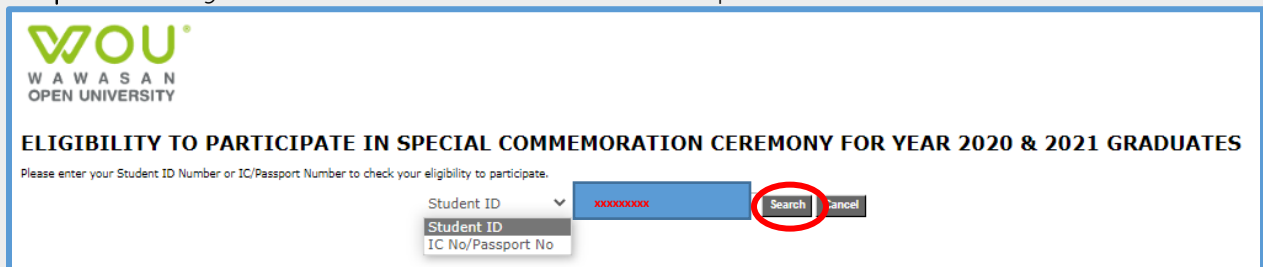 WOU
WAWASAN
OPEN UNIVERSITY
ELIGIBILITY TO PARTICIPATE IN SPECIAL COMMEMORATION CEREMONY FOR YEAR 2020 & 2021 GRADUATES
Please enter your Student ID Number or IC/Passport Number to check your eligibility to participate.
Student ID xxxxxxxxx Search Cancel
Student ID
IC No/Passport No